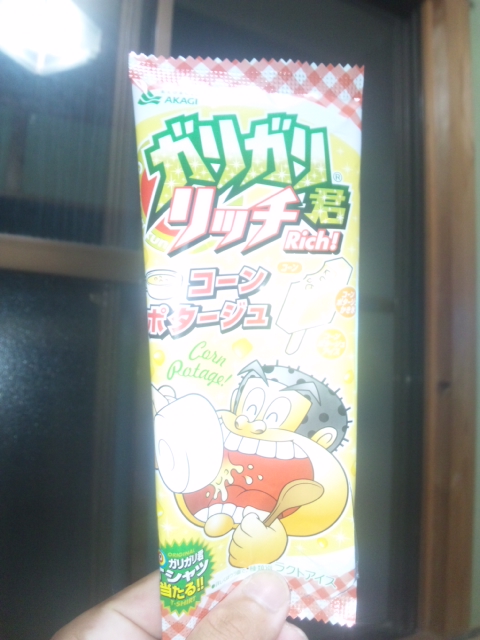 AKAGI
ガリガリ君®
リッチ
Rich!
コーン
ポタージュ
Corn
Potage!
ガリガリ君
シャツ
当たる!!
T-SHIRT
ラクトアイス